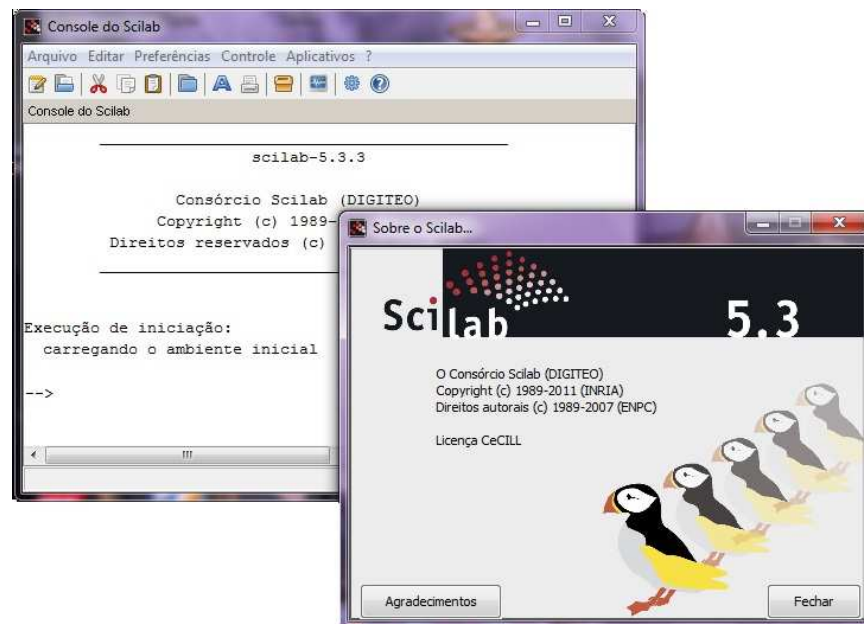 Console do Scilab
Arquivo Editar Preferências Controle Aplicativos ?
Console do Scilab
scilab-5.3.3
Consórcio Scilab (DIGITEO)
Copyright (c) 1989-
Direitos reservados (c)
Execução de iniciação:
carregando o ambiente inicial
-->
Sobre o Scilab...
Scilab 5.3
O Consórcio Scilab (DIGITEO)
Copyright (c) 1989-2011 (INRIA)
Direitos autorais (c) 1989-2007 (ENPC)
Licença CeCILL
Agradecimentos
Fechar